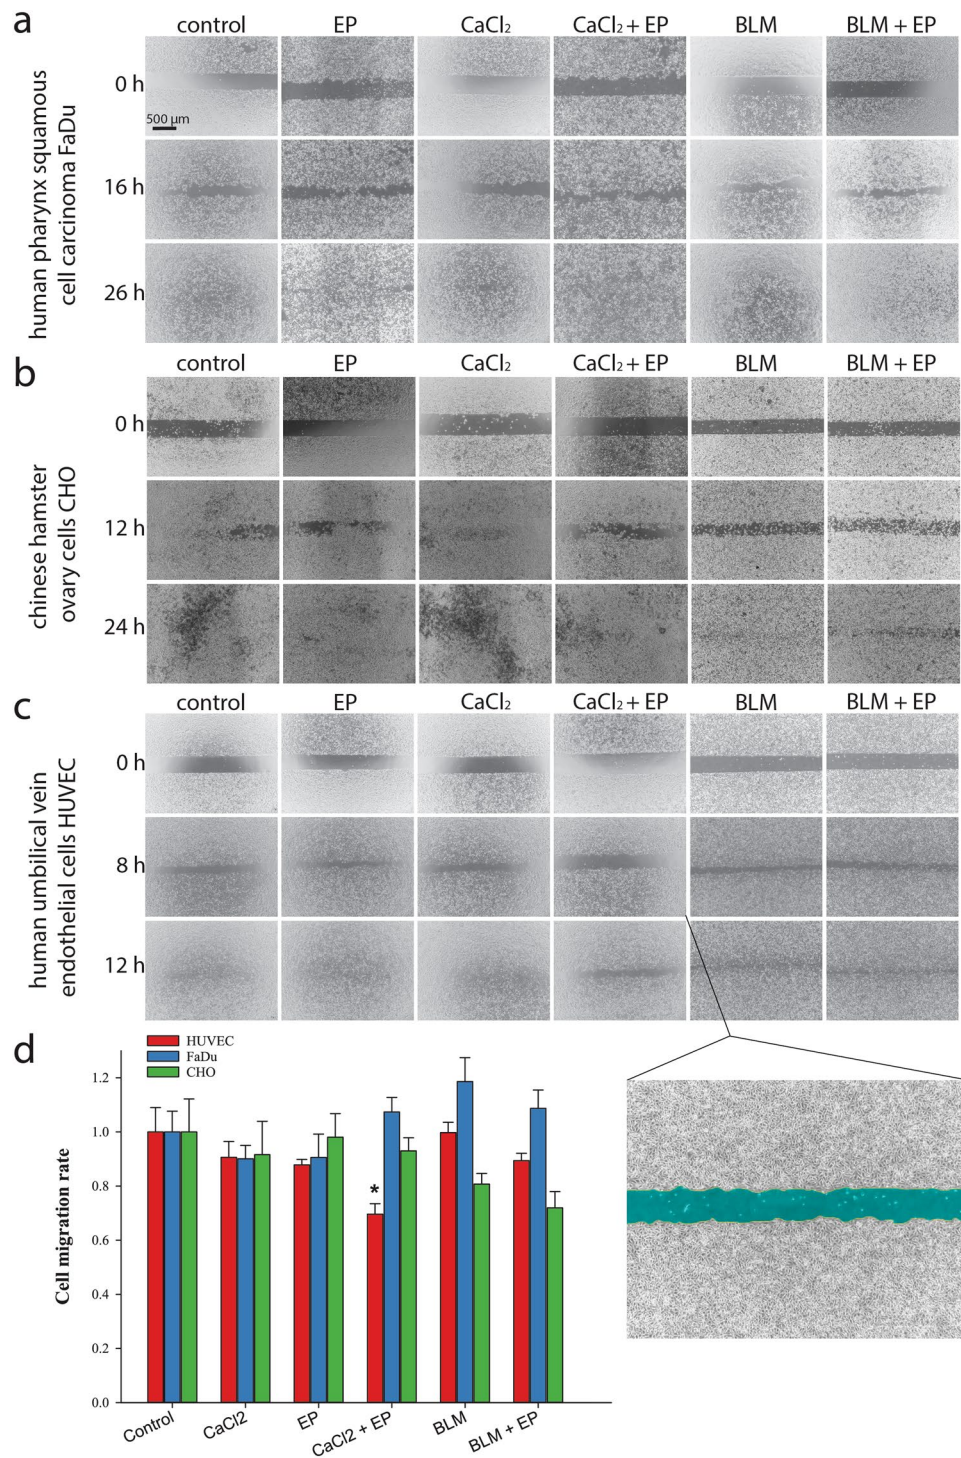 a
control EP CaCl₂ CaCl₂ + EP BLM BLM + EP
human pharynx squamous
cell carcinoma FaDu
0 h
500 µm
16h
26 h
b
control EP CaCl₂ CaCl₂ + EP BLM BLM + EP
chinese hamster
ovary cells CHO
0 h
12 h
24 h
c
control EP CaCl₂ CaCl₂ + EP BLM BLM + EP
human umbilical vein
endothelial cells HUVEC
0 h
8 h
12 h
d
HUVEC
FaDu
CHO
Cell migration rate
1.2
1.0
0.8
0.6
0.4
0.2
0.0
*
Control CaCl2 EP CaCl2 + EP BLM BLM + EP